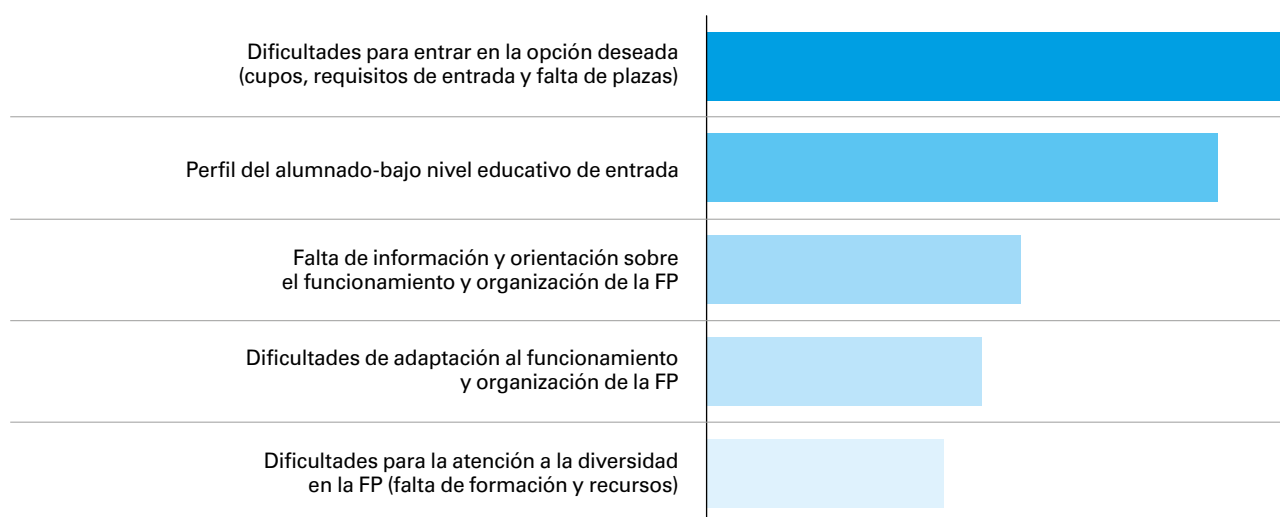 Dificultades para entrar en la opción deseada
(cupos, requisitos de entrada y falta de plazas)
Perfil del alumnado-bajo nivel educativo de entrada
Falta de información y orientación sobre
el funcionamiento y organización de la FP
Dificultades de adaptación al funcionamiento
y organización de la FP
Dificultades para la atención a la diversidad
en la FP (falta de formación y recursos)